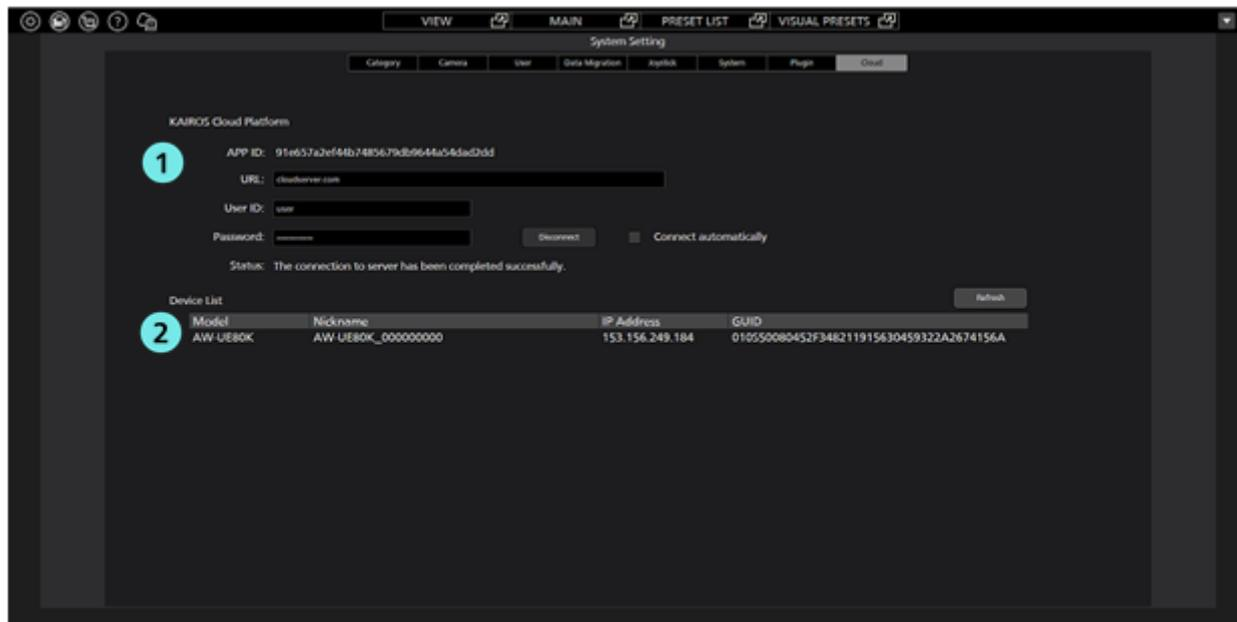 VIEW MAIN PRESET LIST VISUAL PRESETS
System Setting
Category Camera User Data Migration Joystick System Plugin Cloud
KAIROS Cloud Platform
1
APP ID: 91e657a2ef44b7485679db9644a54dad2dd
URL: cloudserver.com
User ID: user
Password:
Disconnect Connect automatically
Status: The connection to server has been completed successfully.
Device List Refresh
2
Model Nickname IP Address GUID
AW-UE80K AW-UE80K_000000000 153.156.249.184 010550080452F348211915630459322A2674156A